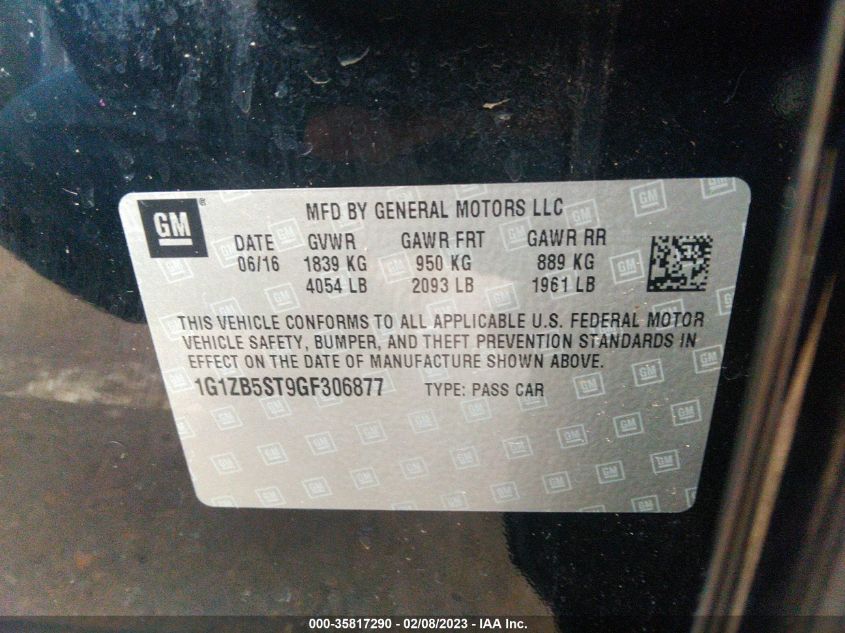 GM ®
MFD BY GENERAL MOTORS LLC
DATE GVWR GAWR FRT GAWR RR
06/16 1839 KG 950 KG 889 KG
4054 LB 2093 LB 1961 LB
THIS VEHICLE CONFORMS TO ALL APPLICABLE U.S. FEDERAL MOTOR
VEHICLE SAFETY, BUMPER, AND THEFT PREVENTION STANDARDS IN
EFFECT ON THE DATE OF MANUFACTURE SHOWN ABOVE.
1G1ZB5ST9GF306877 TYPE: PASS CAR
000-35817290 - 02/08/2023 - IAA Inc.